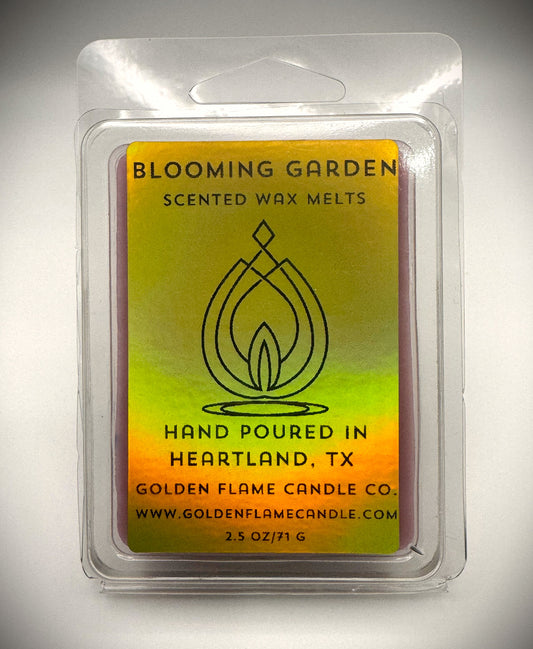 BLOOMING GARDEN
SCENTED WAX MELTS
HAND POURED IN
HEARTLAND, TX
GOLDEN FLAME CANDLE CO.
WWW.GOLDENFLAMECANDLE.COM
2.5 OZ/71 G